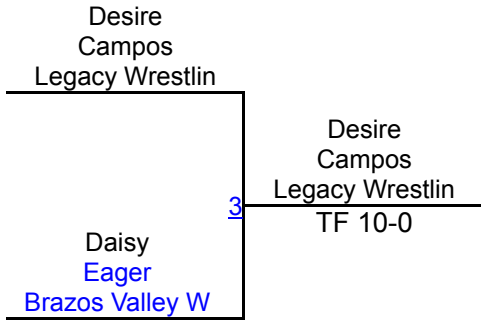 Desire
Campos
Legacy Wrestlin
Desire
Campos
Legacy Wrestlin
3
TF 10-0
Daisy
Eager
Brazos Valley W